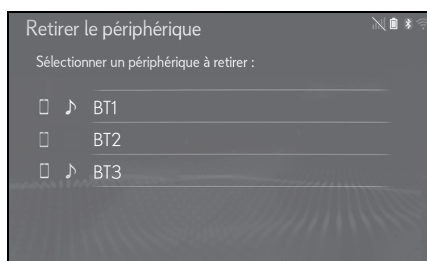 Retirer le périphérique
Sélectionner un périphérique à retirer :
BT1
BT2
BT3